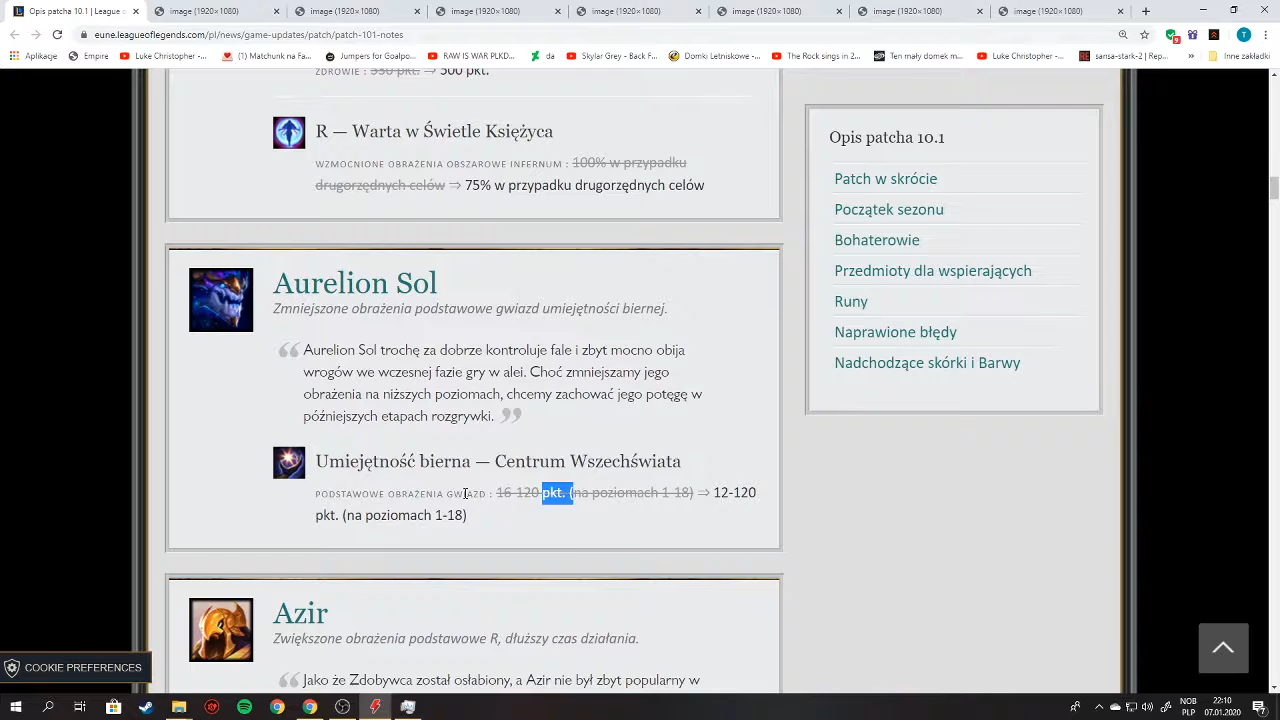 Opis patcha 10.1 | League o
image (1920×1080)
image (1920×1080)
image (1920×1080)
image (1920×1080)
image (1920×1080)
image (1920×1080)
image (1920×1080)
eune.leagueoflegends.com/pl/news/game-updates/patch/patch-101-notes
Aplikacje
Empire
Luke Christopher -...
(1) Matchunk na Fa...
Jumpers for Goalpo...
RAW IS WAR PLKD...
da
Skylar Grey - Back F...
Domki Letniskowe -...
The Rock sings in 2...
Ten mały domek m...
Luke Christopher -...
sansa-stark-2 | Rep...
»
Inne zakładki
ZDROWIE : 550 pkt. ⇒ 500 pkt.
R — Warta w Świetle Księżyca
WZMOCNIONE OBRAŻENIA OBSZAROWE INFERNUM : 100% w przypadku
drugorzędnych celów ⇒ 75% w przypadku drugorzędnych celów
Aurelion Sol
Zmniejszone obrażenia podstawowe gwiazd umiejętności biernej.
Aurelion Sol trochę za dobrze kontroluje fale i zbyt mocno obija
wrogów we wczesnej fazie gry w alei. Choć zmniejszamy jego
obrażenia na niższych poziomach, chcemy zachować jego potęgę w
późniejszych etapach rozgrywki.
Umiejętność bierna — Centrum Wszechświata
PODSTAWOWE OBRAŻENIA GWIAZD : 16-120 pkt. (na poziomach 1-18) ⇒ 12-120
pkt. (na poziomach 1-18)
Azir
Zwiększone obrażenia podstawowe R, dłuższy czas działania.
Jako że Zdobywca został osłabiony, a Azir nie był zbyt popularny w
Opis patcha 10.1
Patch w skrócie
Początek sezonu
Bohaterowie
Przedmioty dla wspierających
Runy
Naprawione błędy
Nadchodzące skórki i Barwy
COOKIE PREFERENCES
NOB
22:10
07.01.2020